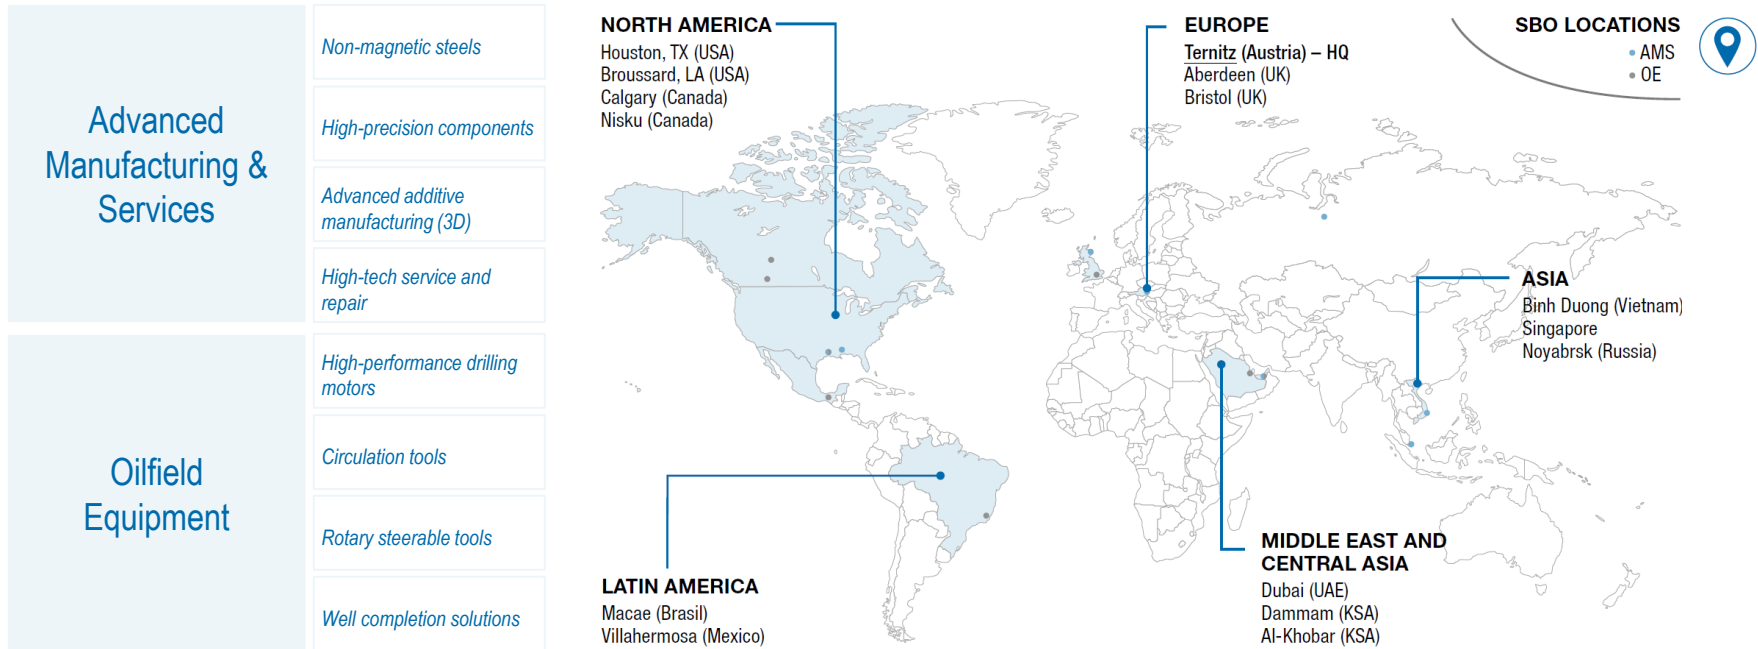 Advanced
Manufacturing &
Services
Non-magnetic steels
High-precision components
Advanced additive
manufacturing (3D)
High-tech service and
repair
Oilfield
Equipment
High-performance drilling
motors
Circulation tools
Rotary steerable tools
Well completion solutions
NORTH AMERICA
Houston, TX (USA)
Broussard, LA (USA)
Calgary (Canada)
Nisku (Canada)
EUROPE
Ternitz (Austria) – HQ
Aberdeen (UK)
Bristol (UK)
SBO LOCATIONS
• AMS
• OE
ASIA
Binh Duong (Vietnam)
Singapore
Noyabrsk (Russia)
LATIN AMERICA
Macae (Brasil)
Villahermosa (Mexico)
MIDDLE EAST AND
CENTRAL ASIA
Dubai (UAE)
Dammam (KSA)
Al-Khobar (KSA)